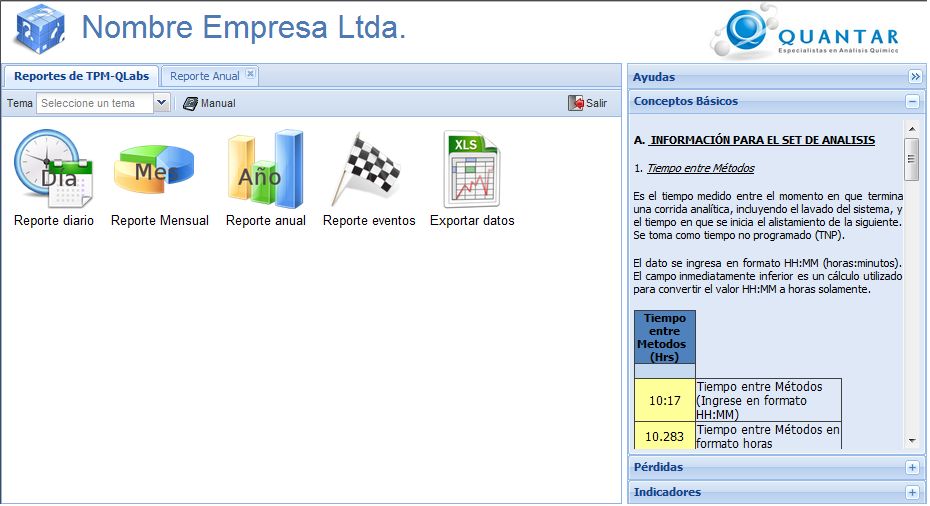 Nombre Empresa Ltda.
QUANTAR
Especialistas en Análisis Químico
Reportes de TPM-QLabs
Reporte Anual
Tema
Seleccione un tema
Manual
Salir
Día
Mes
Año
XLS
Reporte diario
Reporte Mensual
Reporte anual
Reporte eventos
Exportar datos
Ayudas
Conceptos Básicos
A. INFORMACIÓN PARA EL SET DE ANALISIS
1. Tiempo entre Métodos
Es el tiempo medido entre el momento en que termina
una corrida analítica, incluyendo el lavado del sistema, y
el tiempo en que se inicia el alistamiento de la siguiente.
Se toma como tiempo no programado (TNP).
El dato se ingresa en formato HH:MM (horas:minutos).
El campo inmediatamente inferior es un cálculo utilizado
para convertir el valor HH:MM a horas solamente.
Tiempo
entre
Metodos
(Hrs)
10:17
Tiempo entre Métodos
(Ingrese en formato
HH:MM)
10.283
Tiempo entre Métodos en
formato horas
Pérdidas
Indicadores